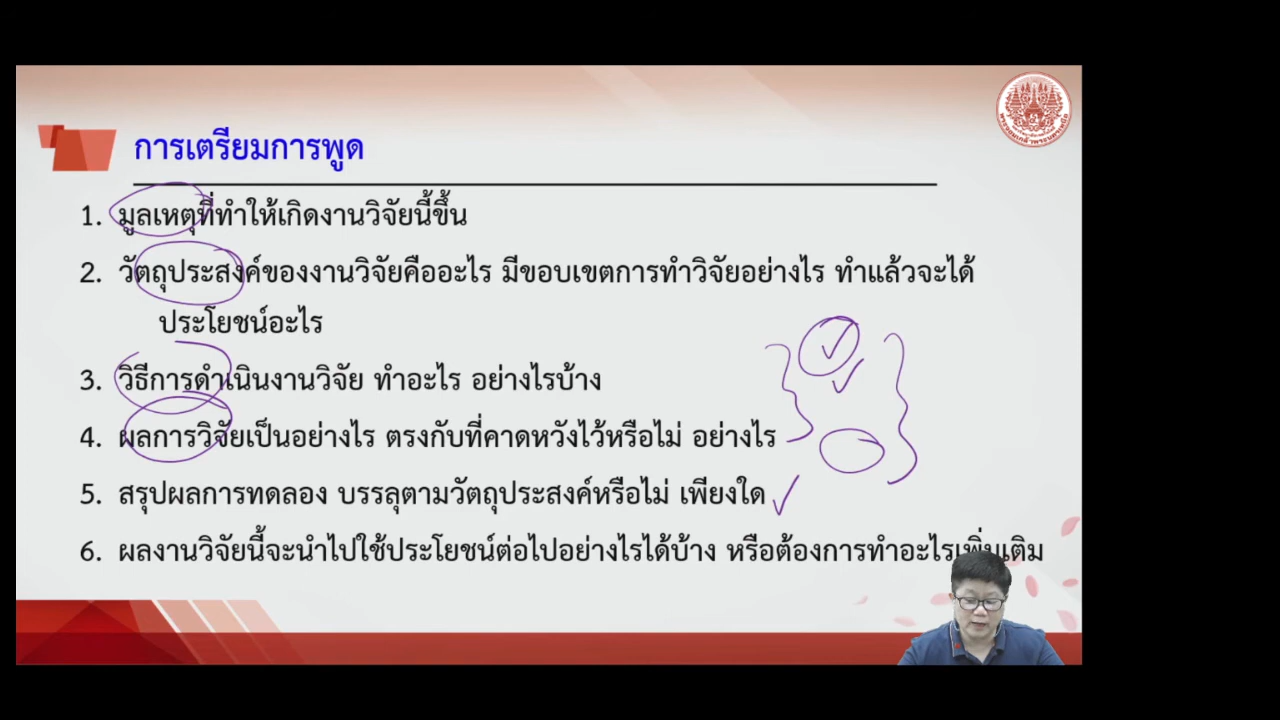 การเตรียมการพูด
1. มูลเหตุที่ทำให้เกิดงานวิจัยนี้ขึ้น
2. วัตถุประสงค์ของงานวิจัยคืออะไร มีขอบเขตการทำวิจัยอย่างไร ทำแล้วจะได้
ประโยชน์อะไร
3. วิธีการดำเนินงานวิจัย ทำอะไร อย่างไรบ้าง
4. ผลการวิจัยเป็นอย่างไร ตรงกับที่คาดหวังไว้หรือไม่ อย่างไร
5. สรุปผลการทดลอง บรรลุตามวัตถุประสงค์หรือไม่ เพียงใด
6. ผลงานวิจัยนี้จะนำไปใช้ประโยชน์ต่อไปอย่างไรได้บ้าง หรือต้องการทำอะไรเพิ่มเติม